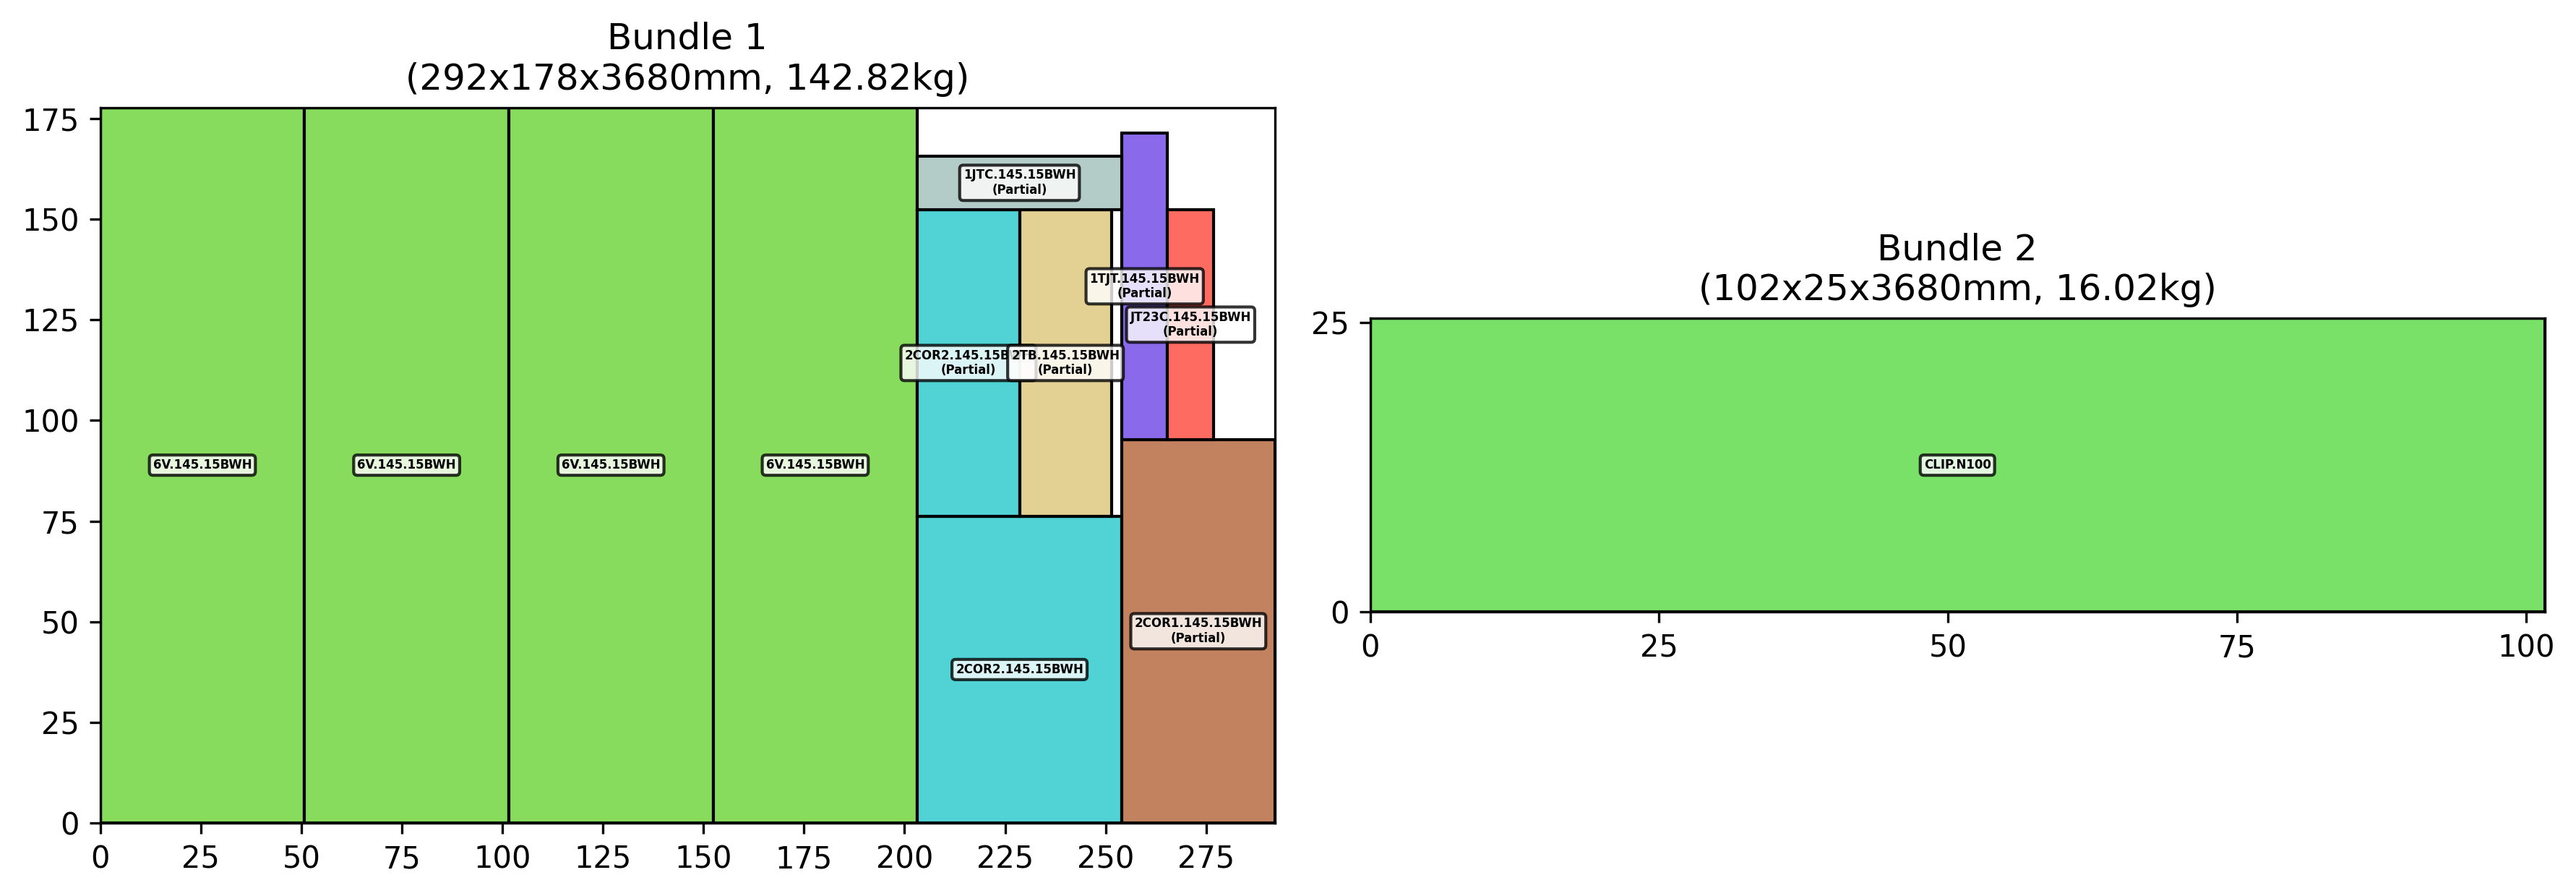 Bundle 1
(292x178x3680mm, 142.82kg)
175
150
125
100
75
50
25
0
0 25 50 75 100 125 150 175 200 225 250 275
6V.145.15BWH
6V.145.15BWH
6V.145.15BWH
6V.145.15BWH
1JTC.145.15BWH
(Partial)
1TJT.145.15BWH
(Partial)
JT23C.145.15BWH
(Partial)
2COR2.145.15B
(Partial)
2TB.145.15BWH
(Partial)
2COR1.145.15BWH
(Partial)
2COR2.145.15BWH
Bundle 2
(102x25x3680mm, 16.02kg)
25
0
0 25 50 75 100
CLIP.N100